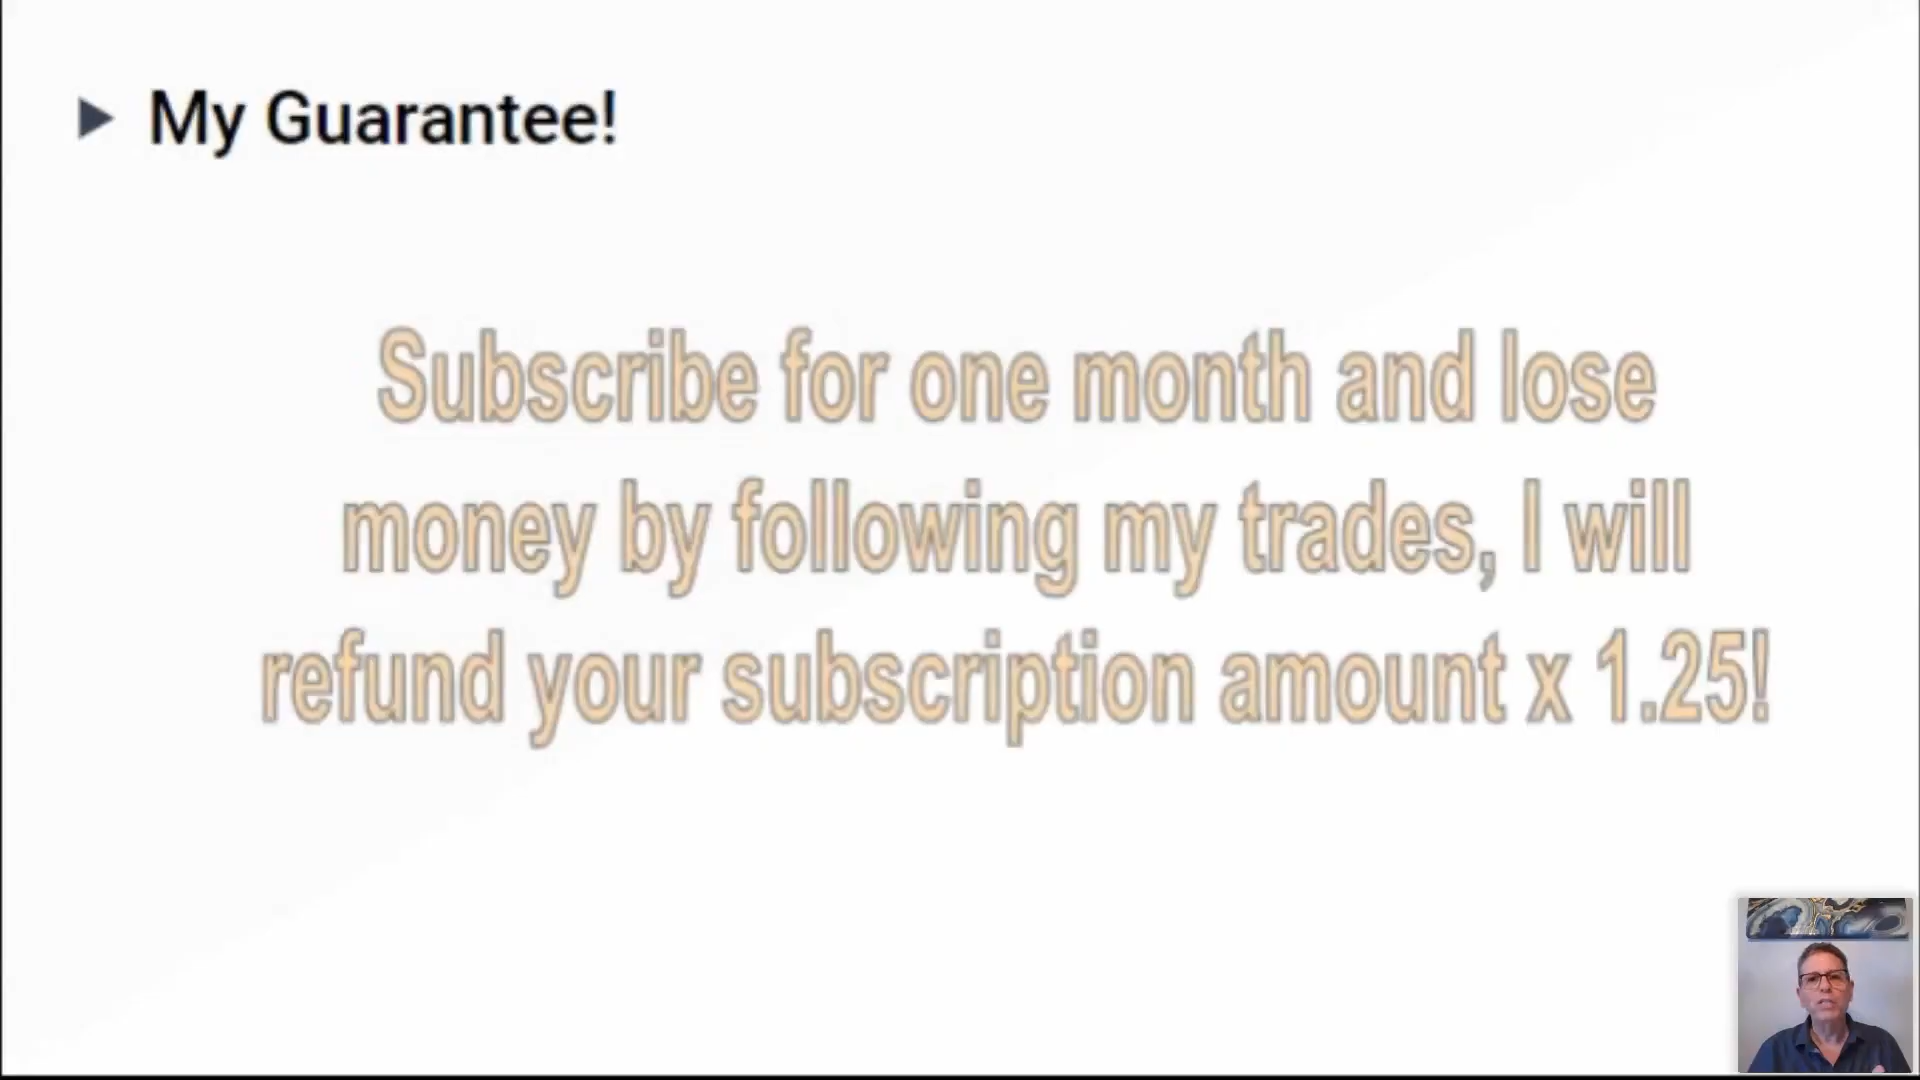 My Guarantee!
Subscribe for one month and lose
money by following my trades, I will
refund your subscription amount x 1.25!